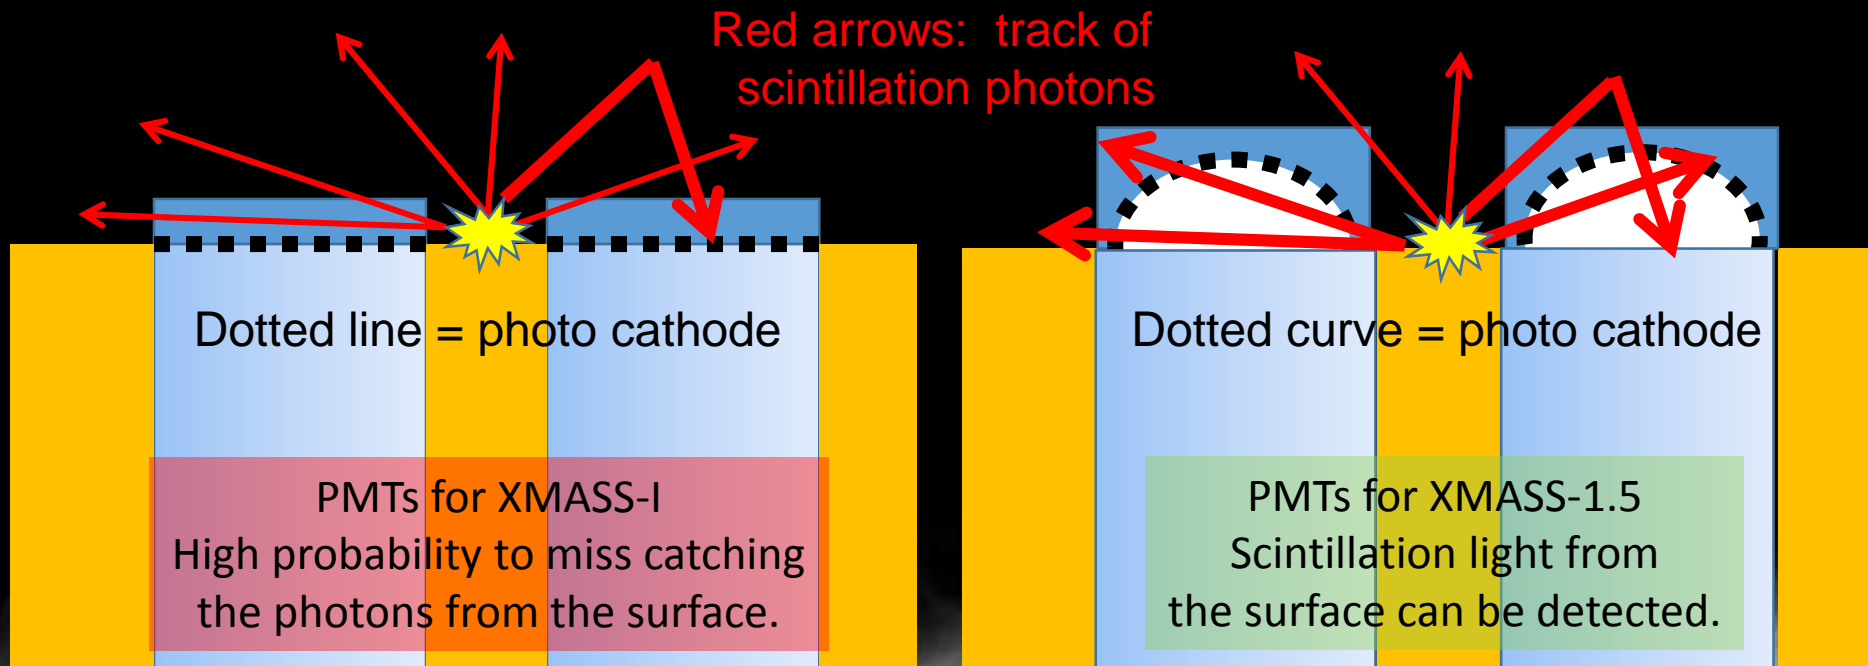 Red arrows: track of
scintillation photons
Dotted line = photo cathode
PMTs for XMASS-I
High probability to miss catching
the photons from the surface.
Dotted curve = photo cathode
PMTs for XMASS-1.5
Scintillation light from
the surface can be detected.